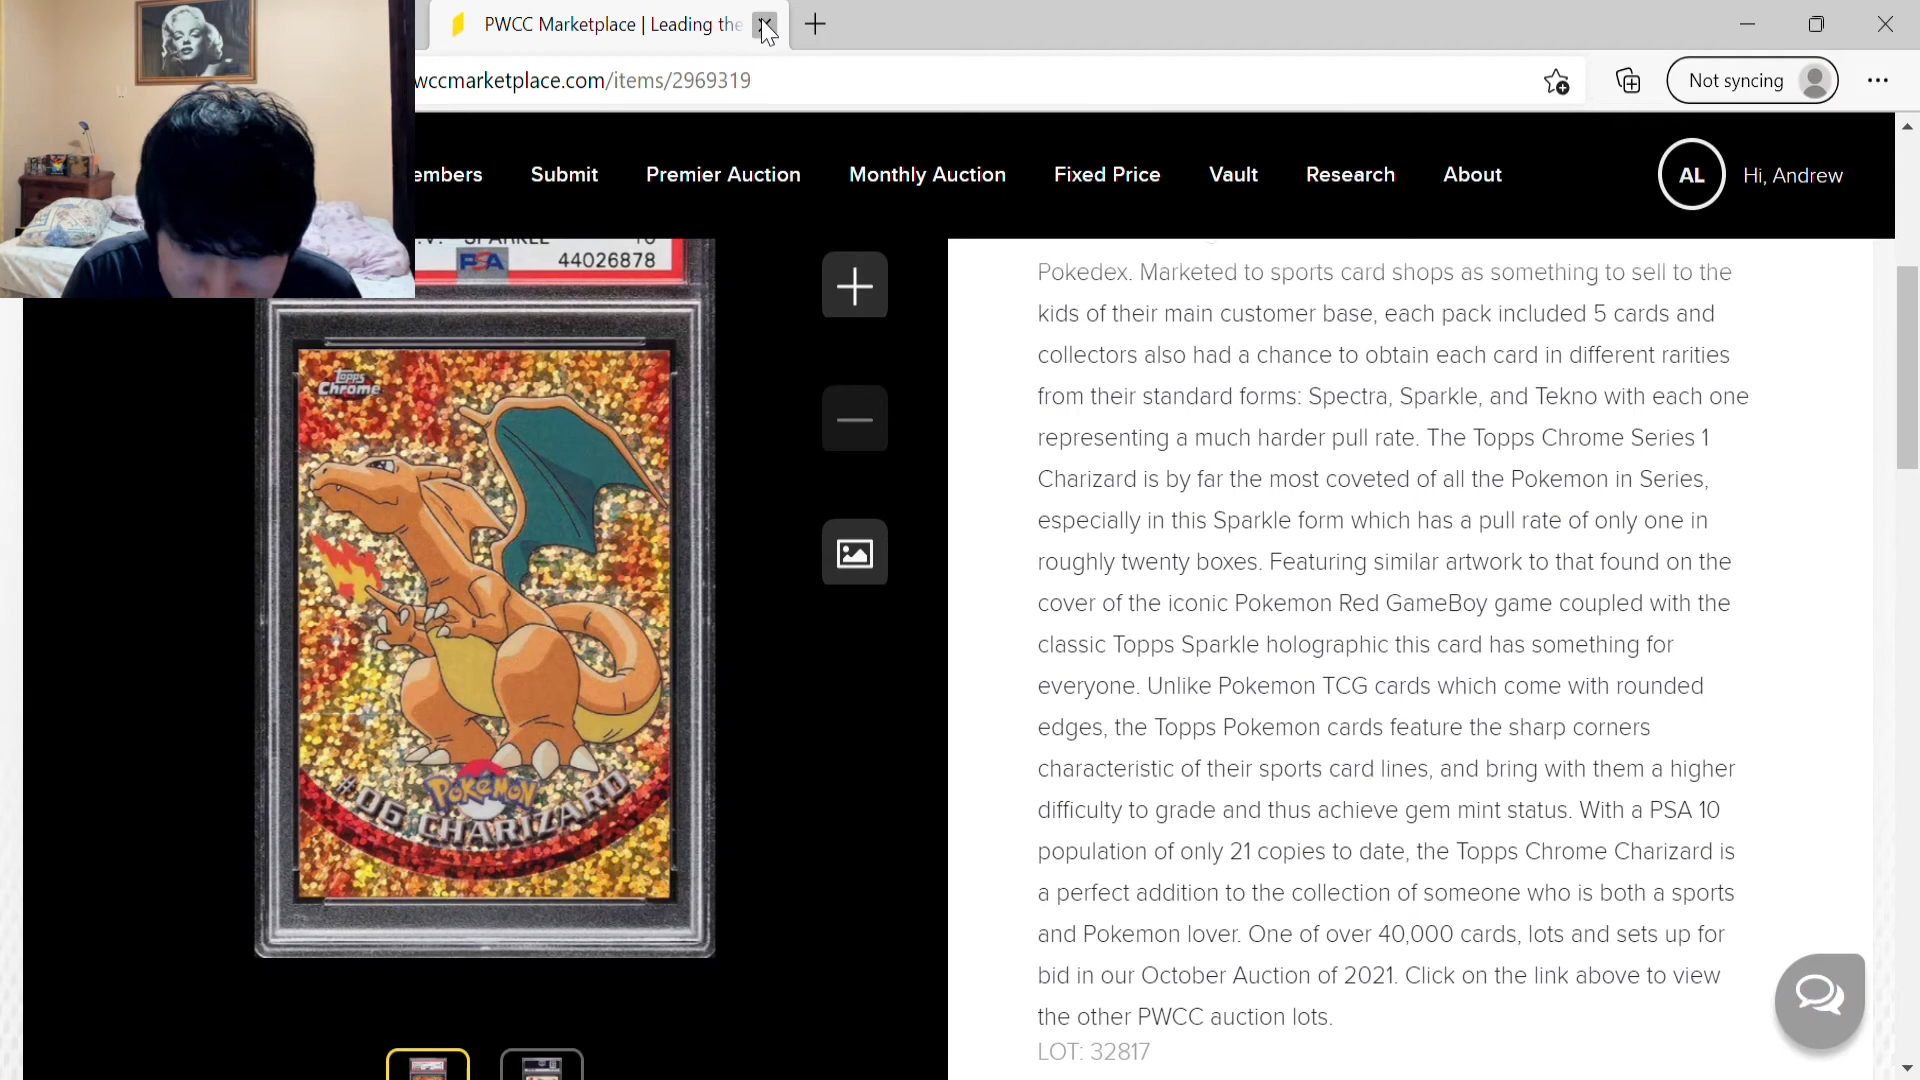 PWCC Marketplace | Leading the
wccmarketplace.com/items/2969319
Not syncing
embers Submit Premier Auction Monthly Auction Fixed Price Vault Research About
AL Hi, Andrew
SPARKLE 10
PSA 44026878
Topps
Chrome
POKéMON
#06 CHARIZARD
Pokedex. Marketed to sports card shops as something to sell to the
kids of their main customer base, each pack included 5 cards and
collectors also had a chance to obtain each card in different rarities
from their standard forms: Spectra, Sparkle, and Tekno with each one
representing a much harder pull rate. The Topps Chrome Series 1
Charizard is by far the most coveted of all the Pokemon in Series,
especially in this Sparkle form which has a pull rate of only one in
roughly twenty boxes. Featuring similar artwork to that found on the
cover of the iconic Pokemon Red GameBoy game coupled with the
classic Topps Sparkle holographic this card has something for
everyone. Unlike Pokemon TCG cards which come with rounded
edges, the Topps Pokemon cards feature the sharp corners
characteristic of their sports card lines, and bring with them a higher
difficulty to grade and thus achieve gem mint status. With a PSA 10
population of only 21 copies to date, the Topps Chrome Charizard is
a perfect addition to the collection of someone who is both a sports
and Pokemon lover. One of over 40,000 cards, lots and sets up for
bid in our October Auction of 2021. Click on the link above to view
the other PWCC auction lots.
LOT: 32817